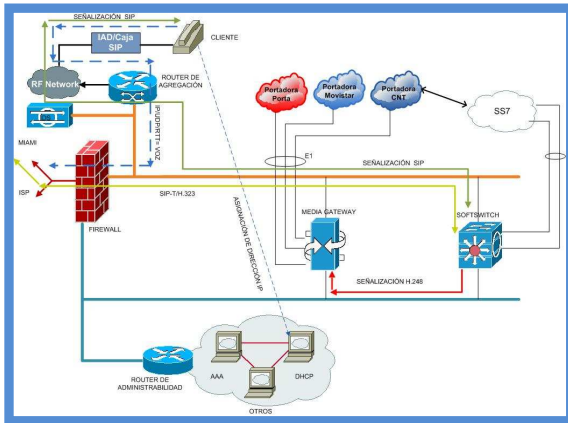 SEÑALIZACIÓN SIP
IAD/Caja
SIP
CLIENTE
RF Network
ROUTER DE
AGREGACIÓN
IDS
MIAMI
ISP
IP/UDP/RTT= VOZ
FIREWALL
SIP-T/H.323
ASIGNACIÓN DE DIRECCIÓN IP
Portadora
Porta
Portadora
Movistar
Portadora
CNT
SS7
E1
SEÑALIZACIÓN SIP
MEDIA GATEWAY
SOFTSWITCH
SEÑALIZACIÓN H.248
ROUTER DE
ADMINISTRABILIDAD
AAA
DHCP
OTROS